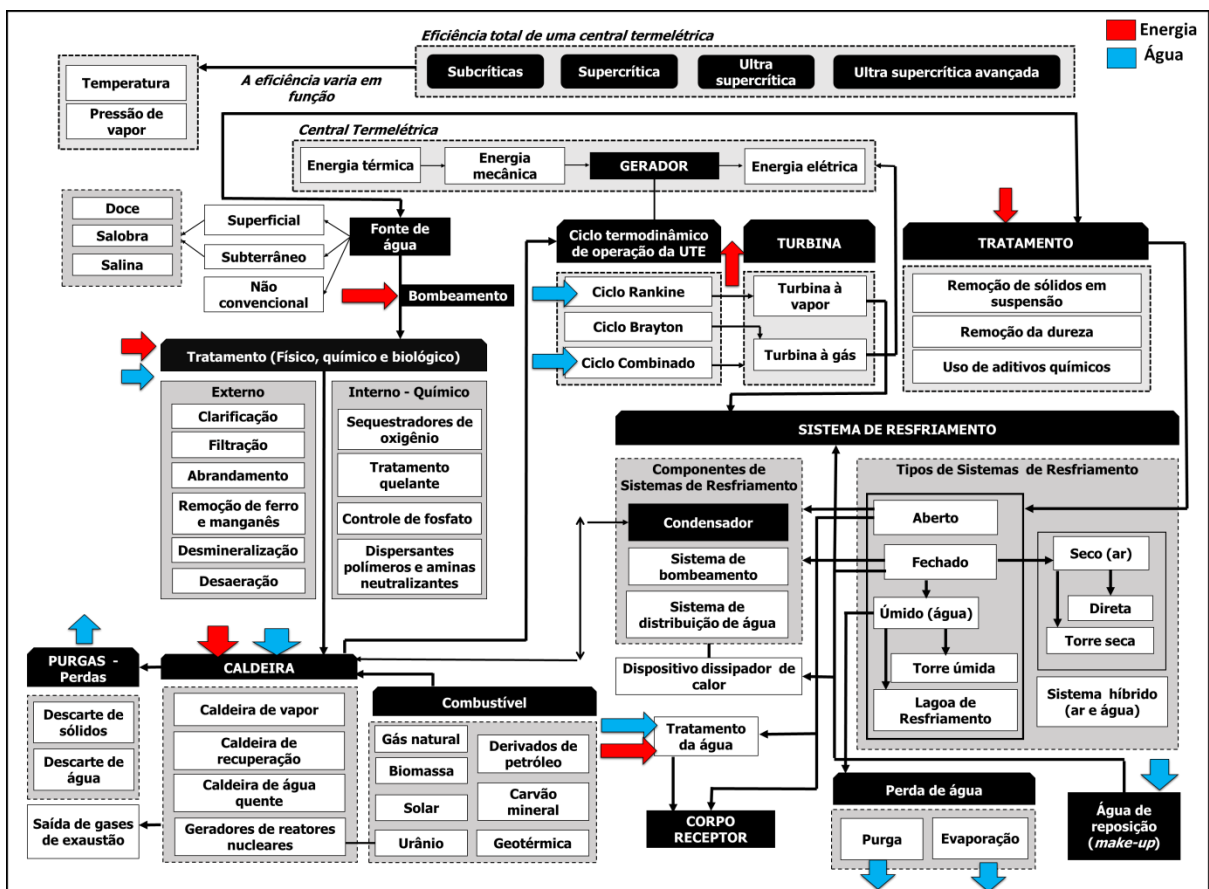 Eficiência total de uma central termelétrica
Energia
Água
Subcríticas
Supercrítica
Ultra
supercrítica
Ultra supercrítica avançada
A eficiência varia em
função
Temperatura
Pressão de
vapor
Central Termelétrica
Energia térmica
Energia
mecânica
GERADOR
Energia elétrica
Doce
Salobra
Salina
Superficial
Subterrâneo
Não
convencional
Fonte de
água
Bombeamento
Ciclo termodinâmico
de operação da UTE
TURBINA
TRATAMENTO
Ciclo Rankine
Ciclo Brayton
Ciclo Combinado
Turbina à
vapor
Turbina à gás
Remoção de sólidos em
suspensão
Remoção da dureza
Uso de aditivos químicos
Tratamento (Físico, químico e biológico)
Externo
Clarificação
Filtração
Abrandamento
Remoção de ferro
e manganês
Desmineralização
Desaeração
Interno - Químico
Sequestradores de
oxigênio
Tratamento
quelante
Controle de fosfato
Dispersantes
polímeros e aminas
neutralizantes
SISTEMA DE RESFRIAMENTO
Componentes de
Sistemas de Resfriamento
Condensador
Sistema de
bombeamento
Sistema de
distribuição de água
Dispositivo dissipador de
calor
Tipos de Sistemas de Resfriamento
Aberto
Fechado
Úmido (água)
Torre úmida
Lagoa de
Resfriamento
Seco (ar)
Direta
Torre seca
Sistema híbrido
(ar e água)
PURGAS -
Perdas
Descarte de
sólidos
Descarte de
água
Saída de gases
de exaustão
CALDEIRA
Caldeira de vapor
Caldeira de
recuperação
Caldeira de água
quente
Geradores de reatores
nucleares
Combustível
Gás natural
Biomassa
Solar
Urânio
Derivados de
petróleo
Carvão
mineral
Geotérmica
Tratamento
da água
CORPO
RECEPTOR
Perda de água
Purga
Evaporação
Água de
reposição
(make-up)